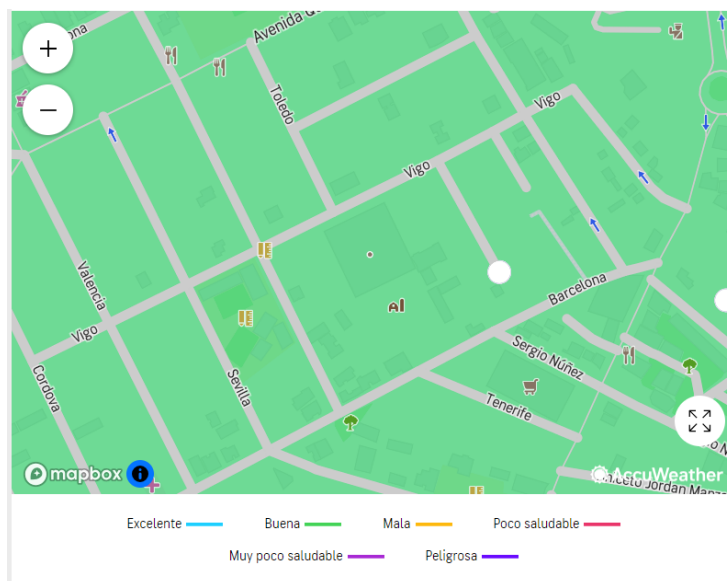 Avenida
Toledo
Vigo
Vigo
Valencia
Barcelona
Vigo
Sergio Núñez
Cordova
Sevilla
Tenerife
mapbox
AccuWeather
Jordan
Excelente
Buena
Mala
Poco saludable
Muy poco saludable
Peligrosa